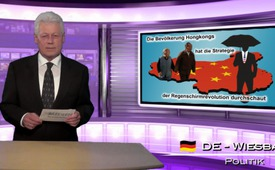 Die Bevölkerung Hongkongs
hat die Strategie
der Regenschirmrevolution durchschaut
DE - WIESBA
POLITIK